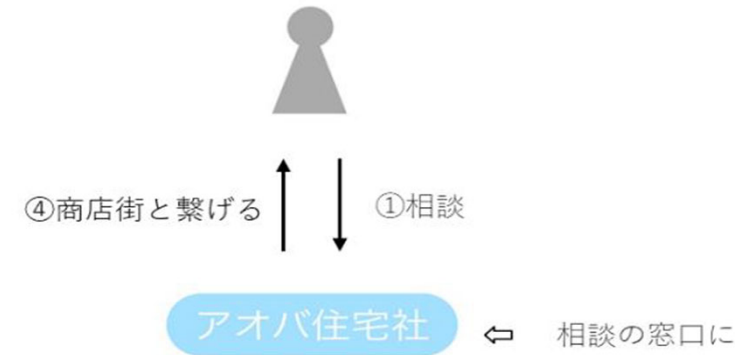 ④商店街と繋げる
①相談
アオバ住宅社
⇦ 相談の窓口に